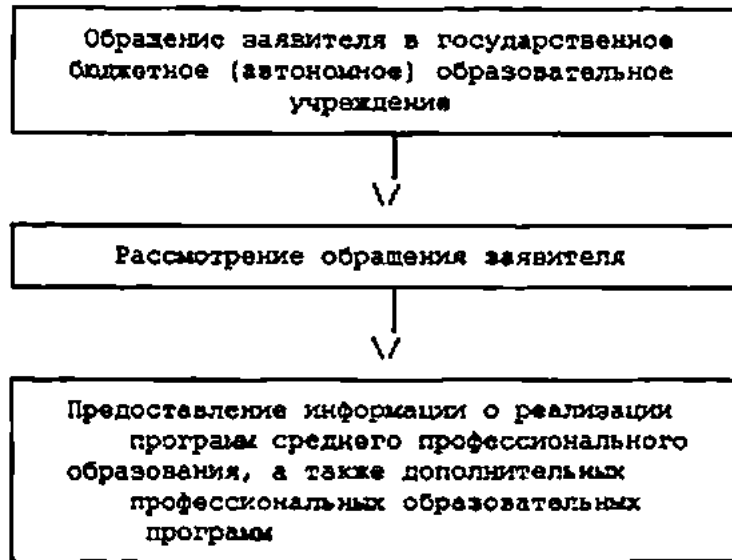 Обращение заявителя в государственное
бюджетное (автономное) образовательное
учреждение
Рассмотрение обращения заявителя
Предоставление информации о реализации
программ среднего профессионального
образования, а также дополнительных
профессиональных образовательных
программ